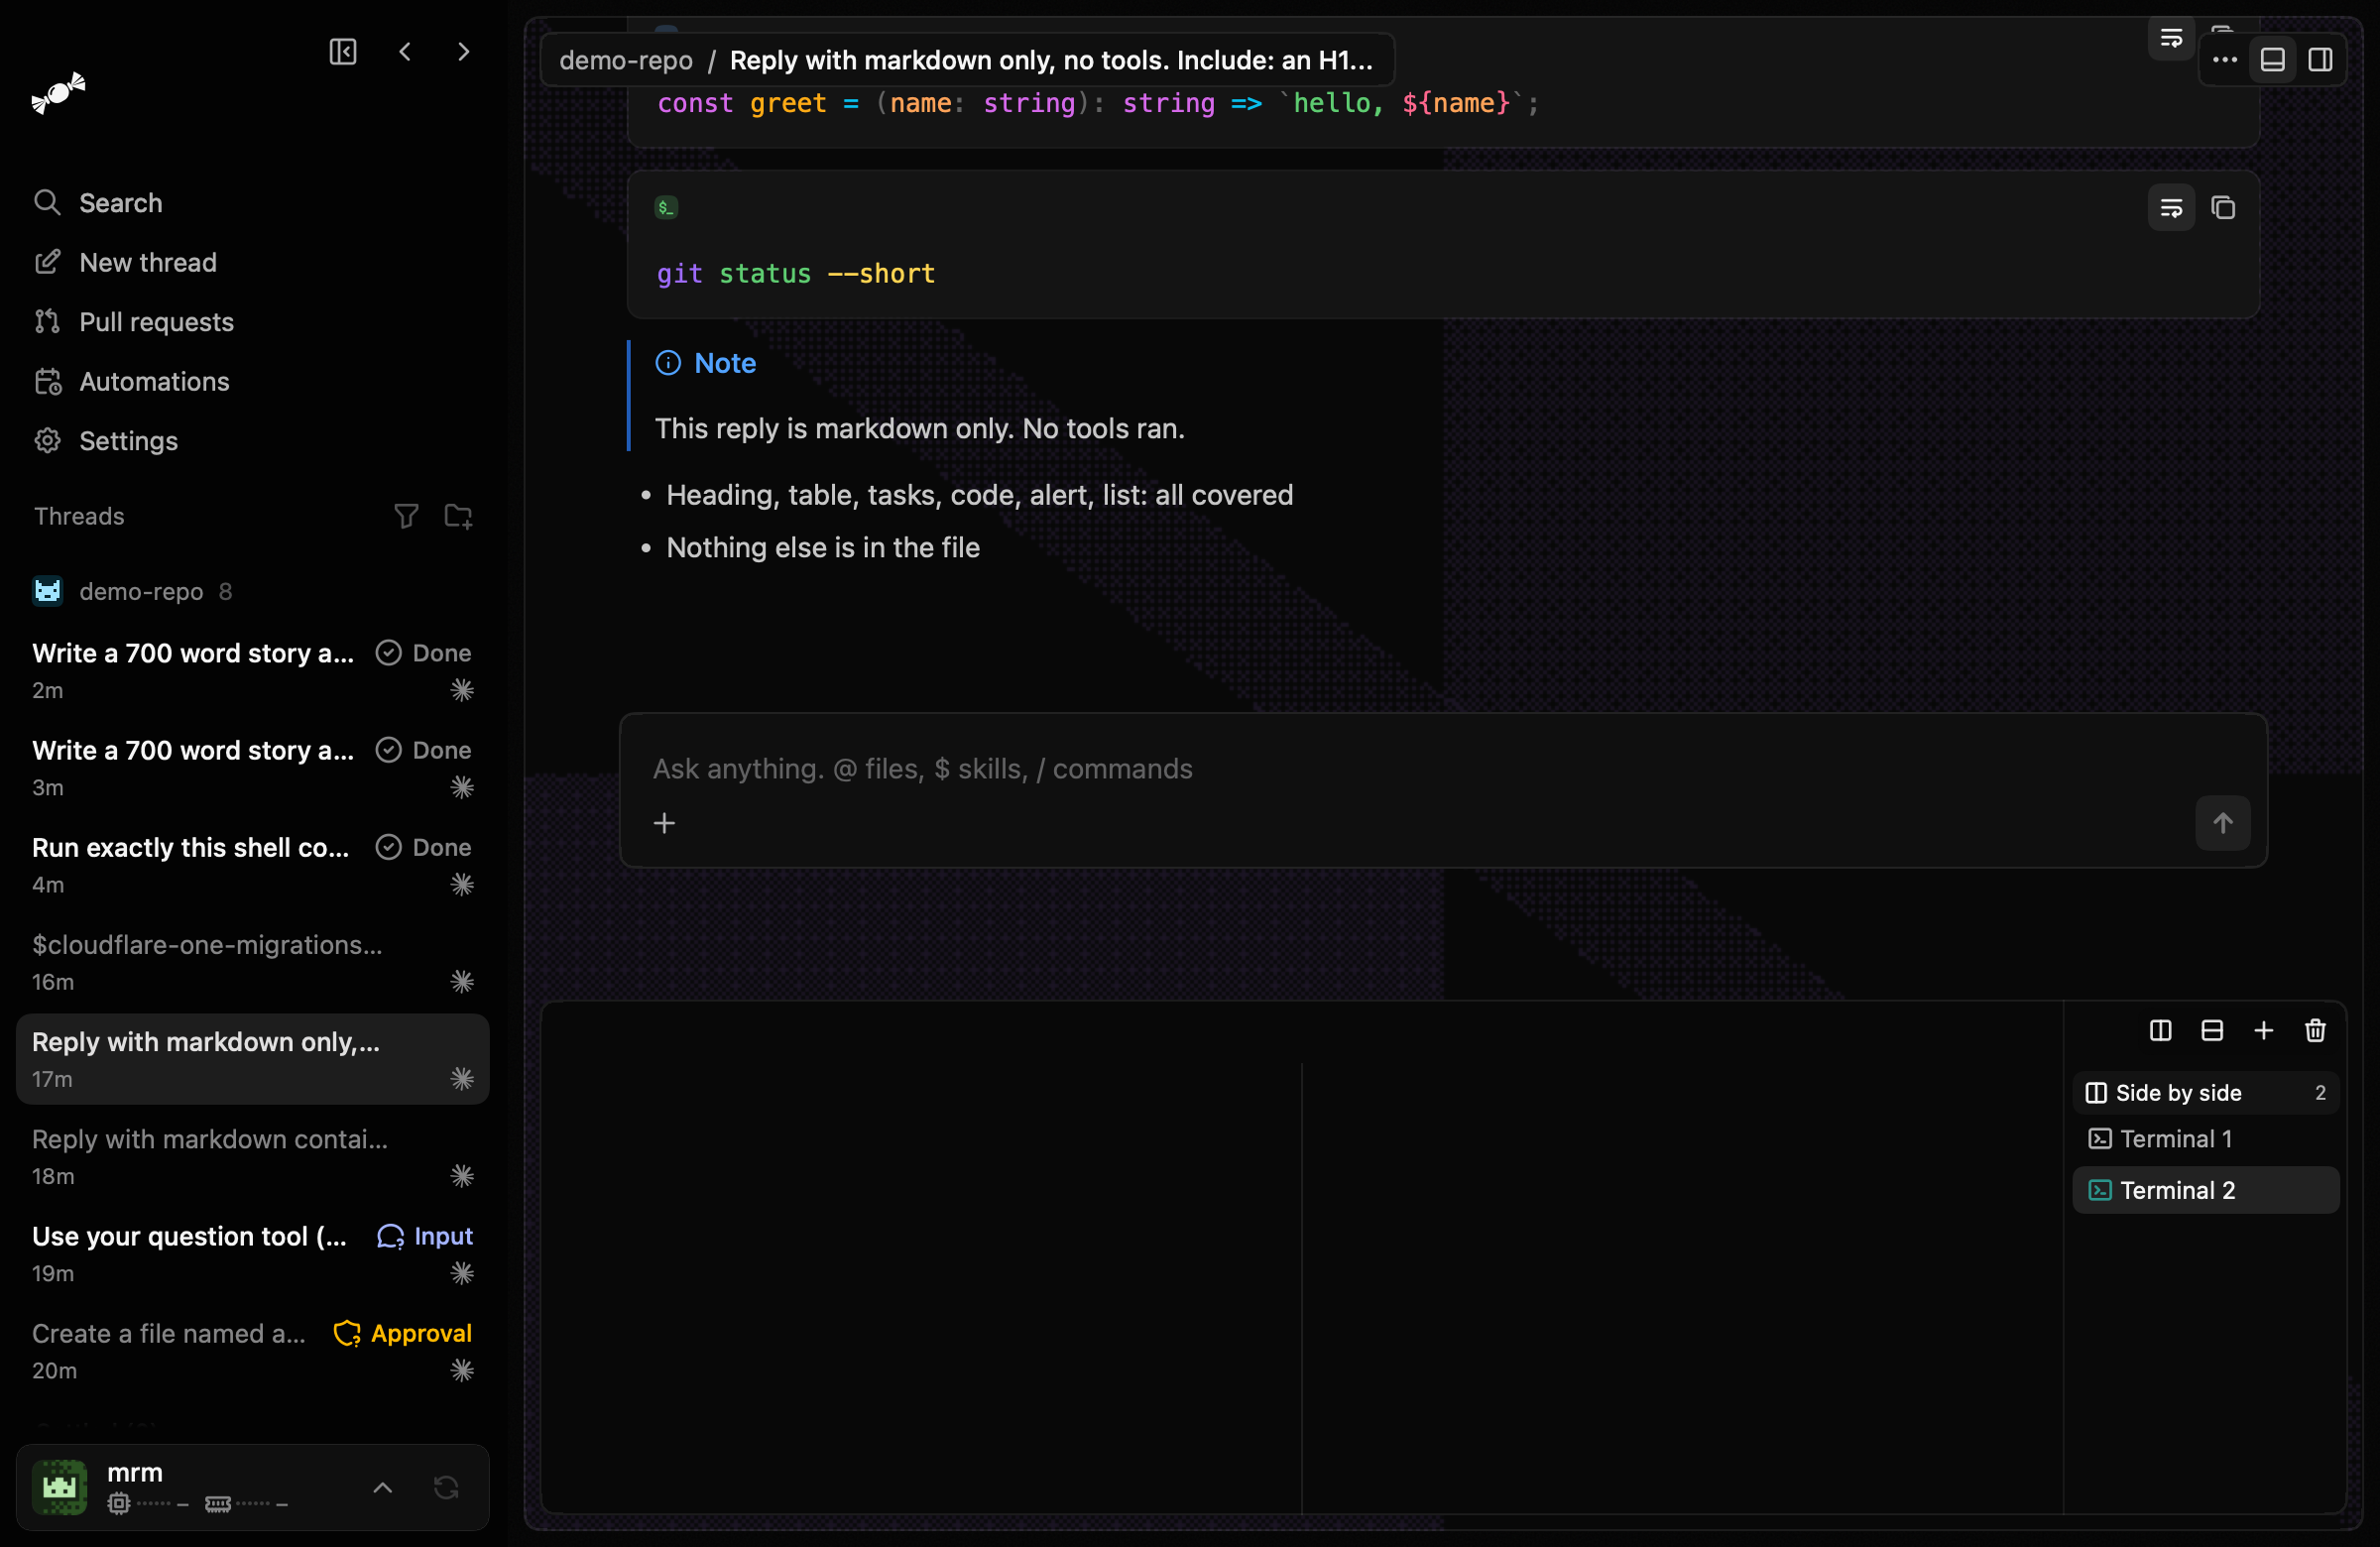 Search
New thread
Pull requests
Automations
Settings
Threads
demo-repo 8
Write a 700 word story a... Done
2m
Write a 700 word story a... Done
3m
Run exactly this shell co... Done
4m
$cloudflare-one-migrations...
16m
Reply with markdown only,...
17m
Reply with markdown contai...
18m
Use your question tool (... Input
19m
Create a file named a... Approval
20m
mrm
demo-repo / Reply with markdown only, no tools. Include: an H1...
const greet = (name: string): string => `hello, ${name}`;
$_
git status --short
Note
This reply is markdown only. No tools ran.
• Heading, table, tasks, code, alert, list: all covered
• Nothing else is in the file
Ask anything. @ files, $ skills, / commands
Side by side 2
Terminal 1
Terminal 2